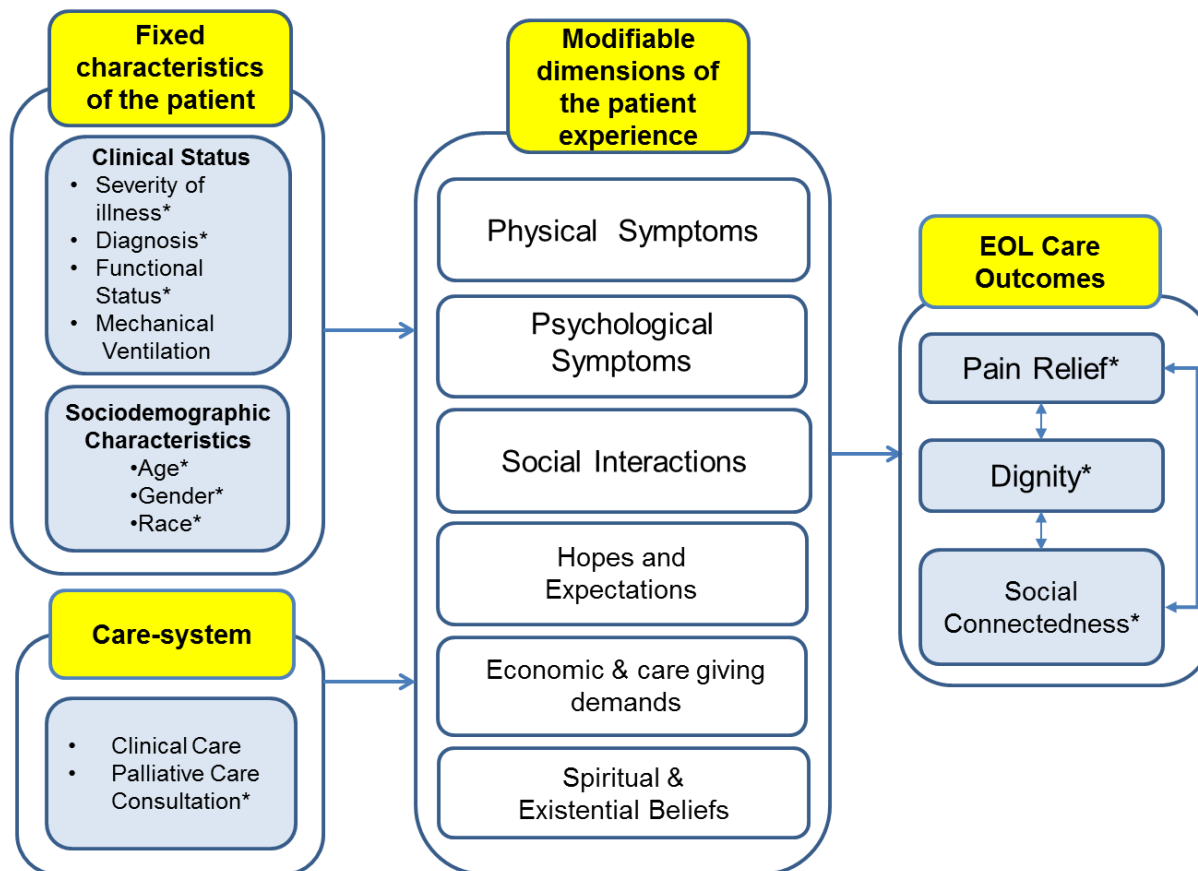 Fixed
characteristics
of the patient
Clinical Status
• Severity of
illness*
• Diagnosis*
• Functional
Status*
• Mechanical
Ventilation
Sociodemographic
Characteristics
•Age*
•Gender*
•Race*
Care-system
• Clinical Care
• Palliative Care
Consultation*
Modifiable
dimensions of
the patient
experience
Physical Symptoms
Psychological
Symptoms
Social Interactions
Hopes and
Expectations
Economic & care giving
demands
Spiritual &
Existential Beliefs
EOL Care
Outcomes
Pain Relief*
Dignity*
Social
Connectedness*